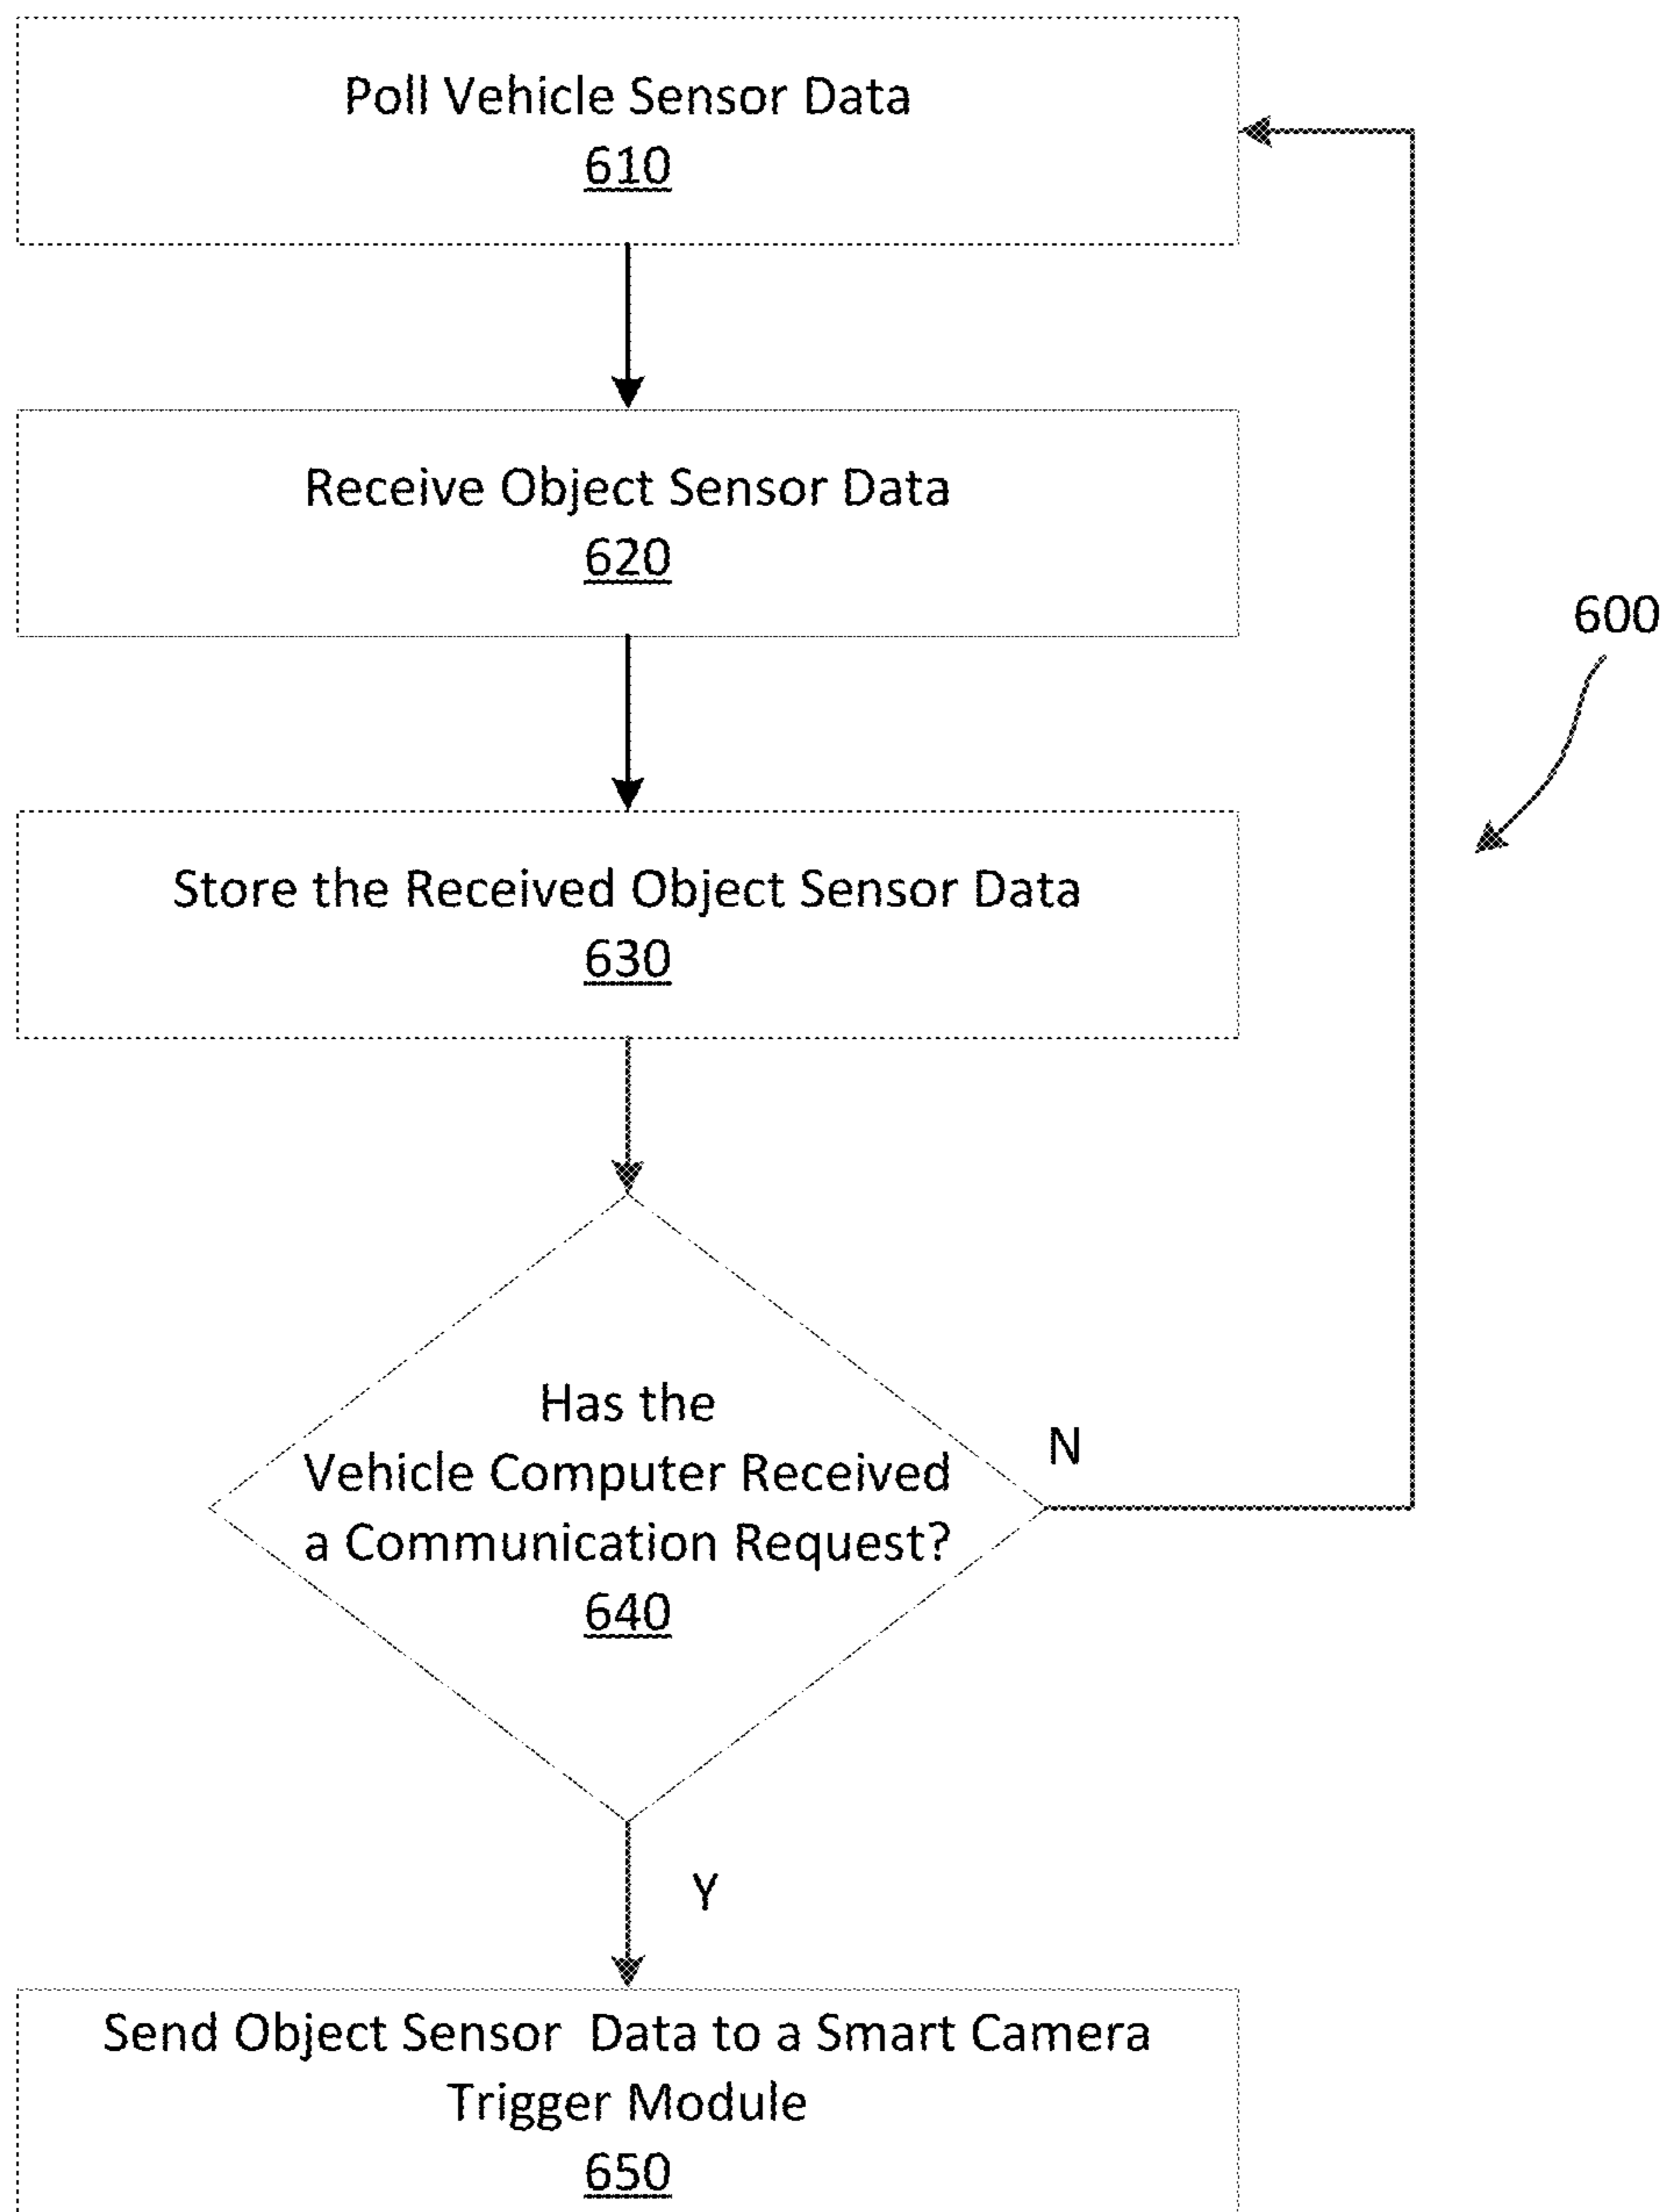 Poll Vehicle Sensor Data
610
Receive Object Sensor Data
620
600
Store the Received Object Sensor Data
630
Has the
Vehicle Computer Received
a Communication Request?
640
N
Y
Send Object Sensor Data to a Smart Camera
Trigger Module
650